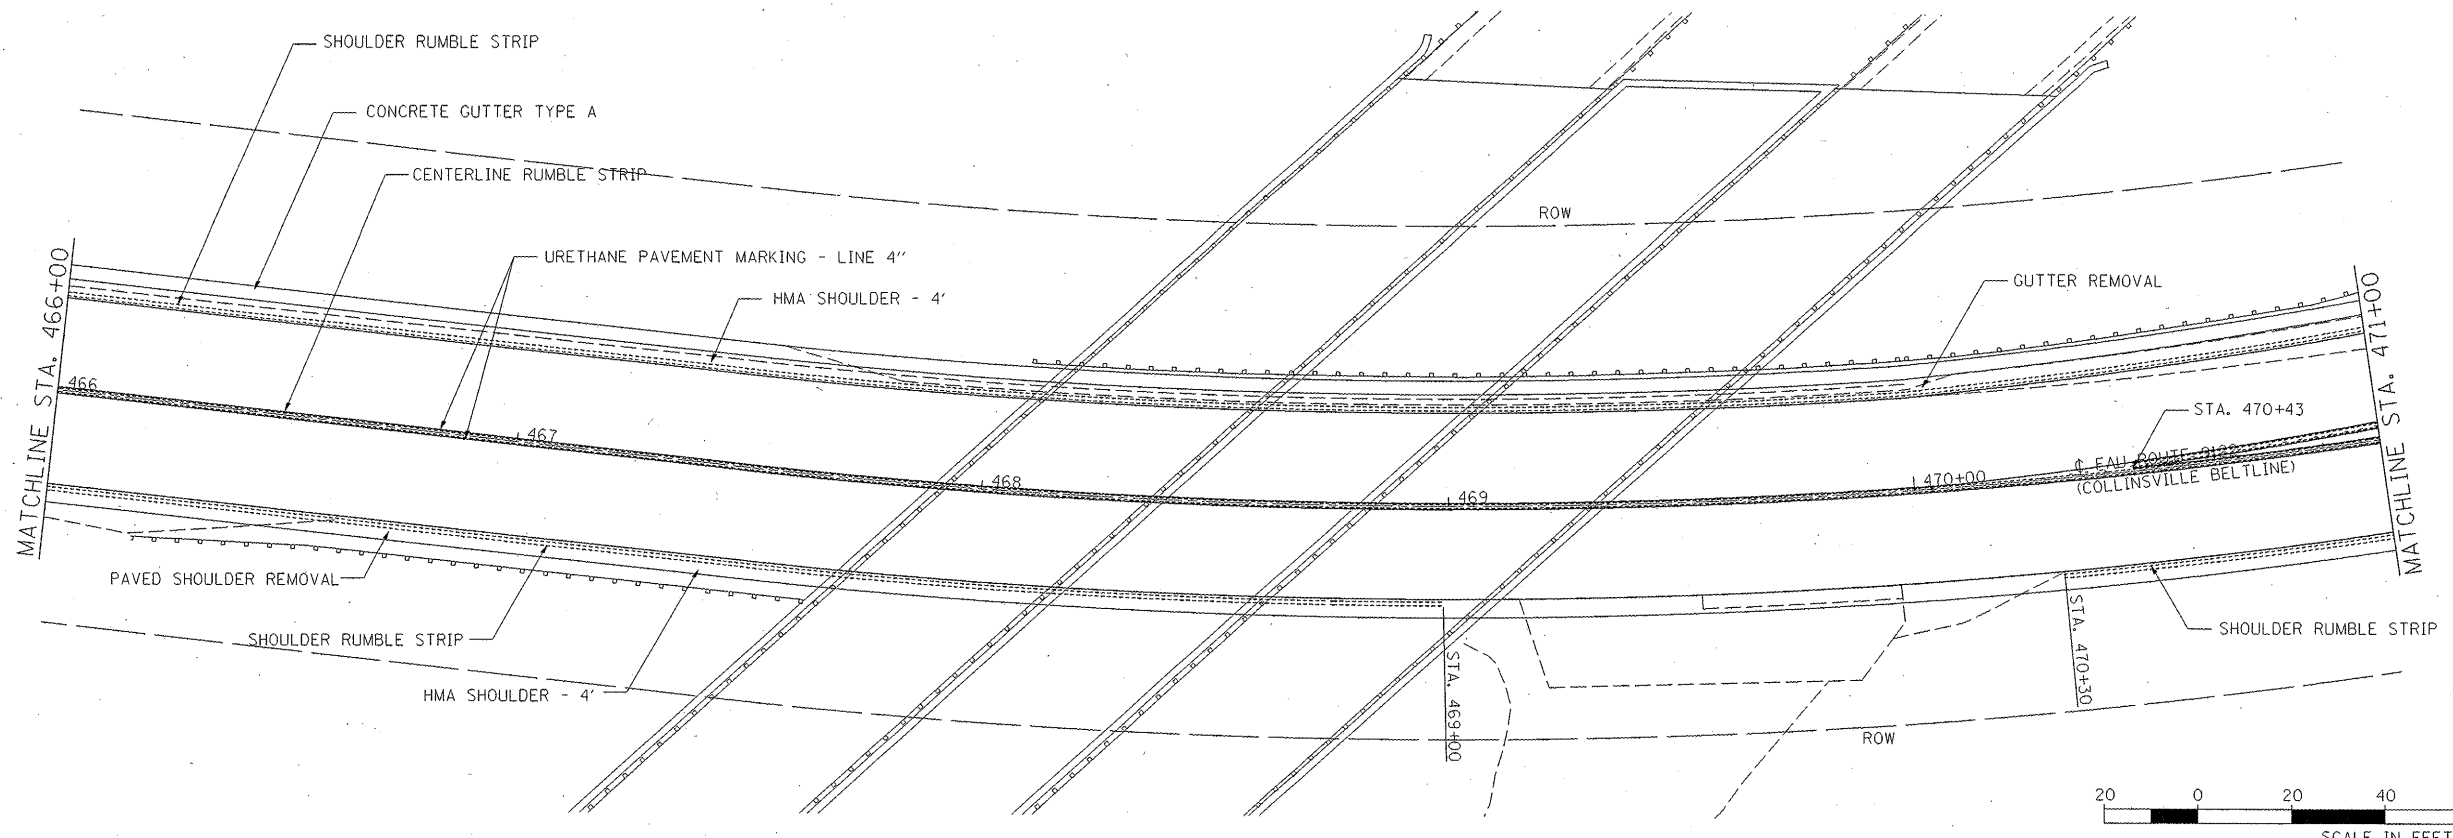 SHOULDER RUMBLE STRIP
CONCRETE GUTTER TYPE A
CENTERLINE RUMBLE STRIP
ROW
URETHANE PAVEMENT MARKING - LINE 4"
HMA SHOULDER - 4'
GUTTER REMOVAL
MATCHLINE STA. 466+00
MATCHLINE STA. 471+00
466
467
468
469
470+00
STA. 470+43
℄ FAU ROUTE
(COLLINSVILLE BELTLINE)
PAVED SHOULDER REMOVAL
SHOULDER RUMBLE STRIP
HMA SHOULDER - 4'
STA. 469+00
STA. 470+30
SHOULDER RUMBLE STRIP
ROW
20 0 20 40
SCALE IN FEET